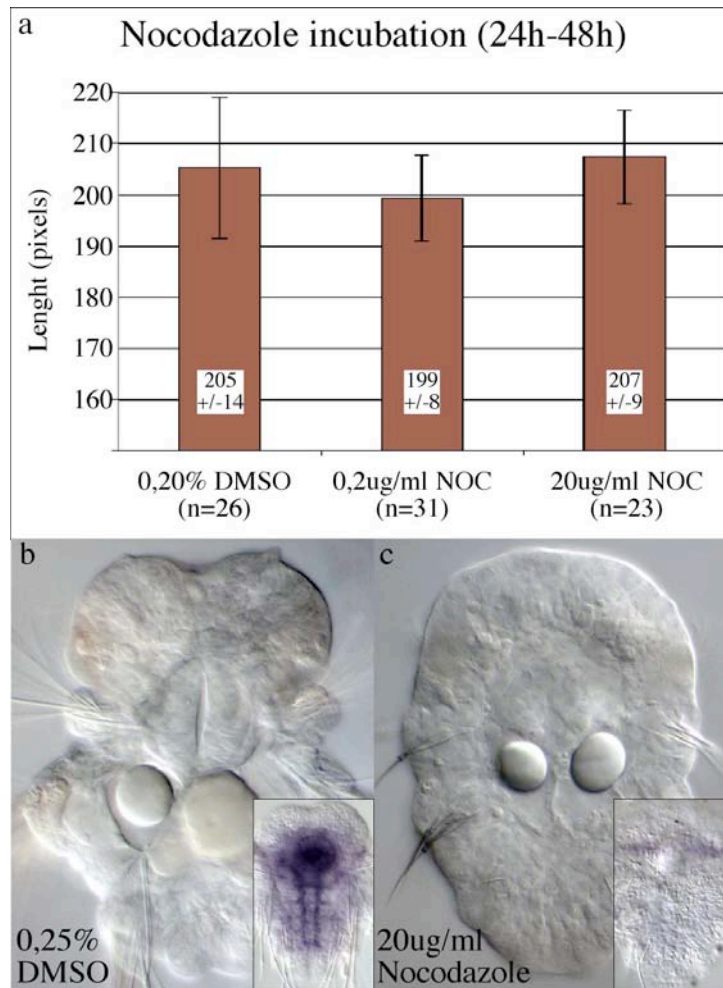 a
Nocodazole incubation (24h-48h)
220
210
200
190
180
170
160
Lenght (pixels)
205
+/-14
199
+/-8
207
+/-9
0,20% DMSO
(n=26)
0,2ug/ml NOC
(n=31)
20ug/ml NOC
(n=23)
b
0,25%
DMSO
c
20ug/ml
Nocodazole